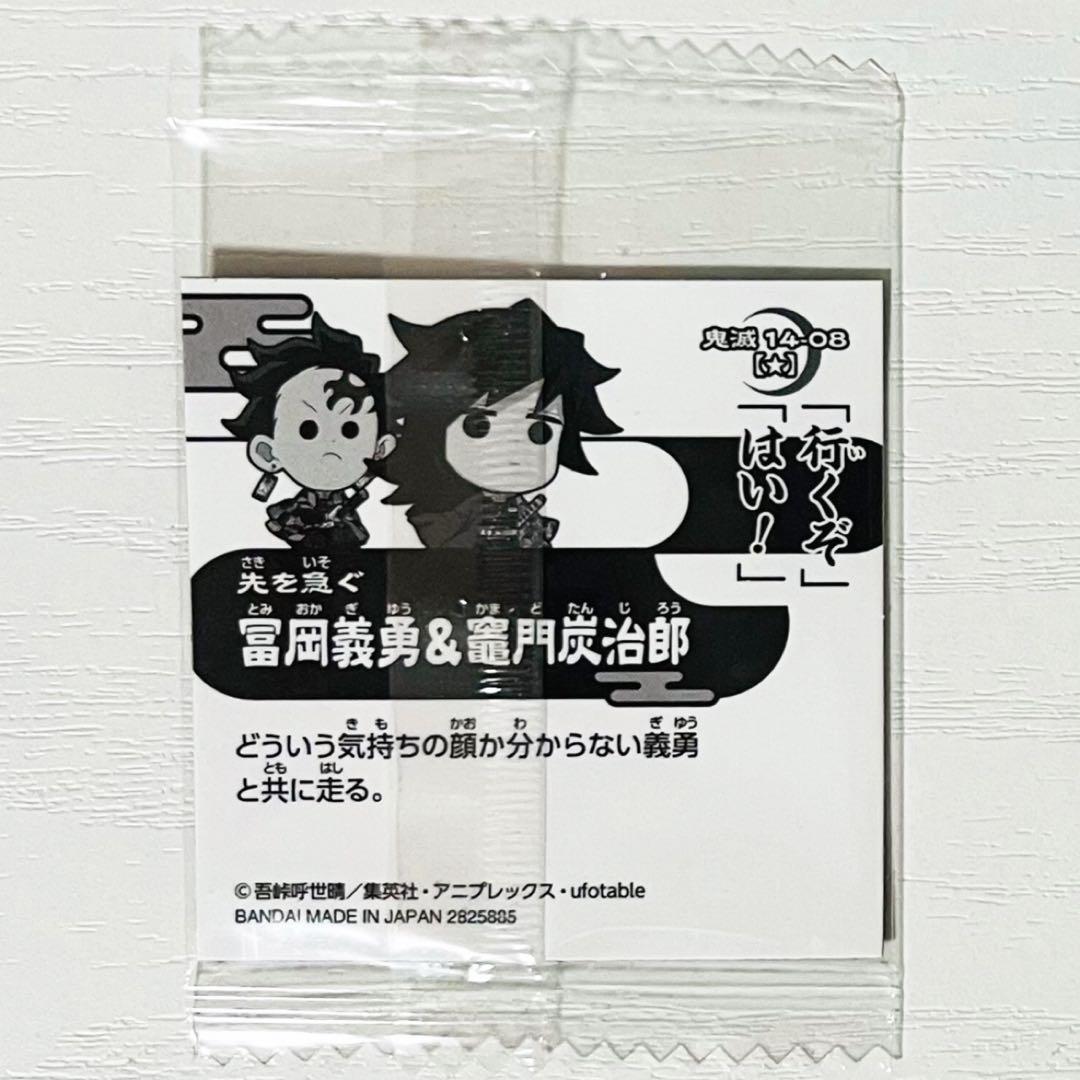 鬼滅 14-08
【★】
「行くぞ」
「はい!」
先を急ぐ
冨岡義勇&竈門炭治郎
どういう気持ちの顔か分からない義勇
と共に走る。
©吾峠呼世晴/集英社・アニプレックス・ufotable
BANDAI MADE IN JAPAN 2825885